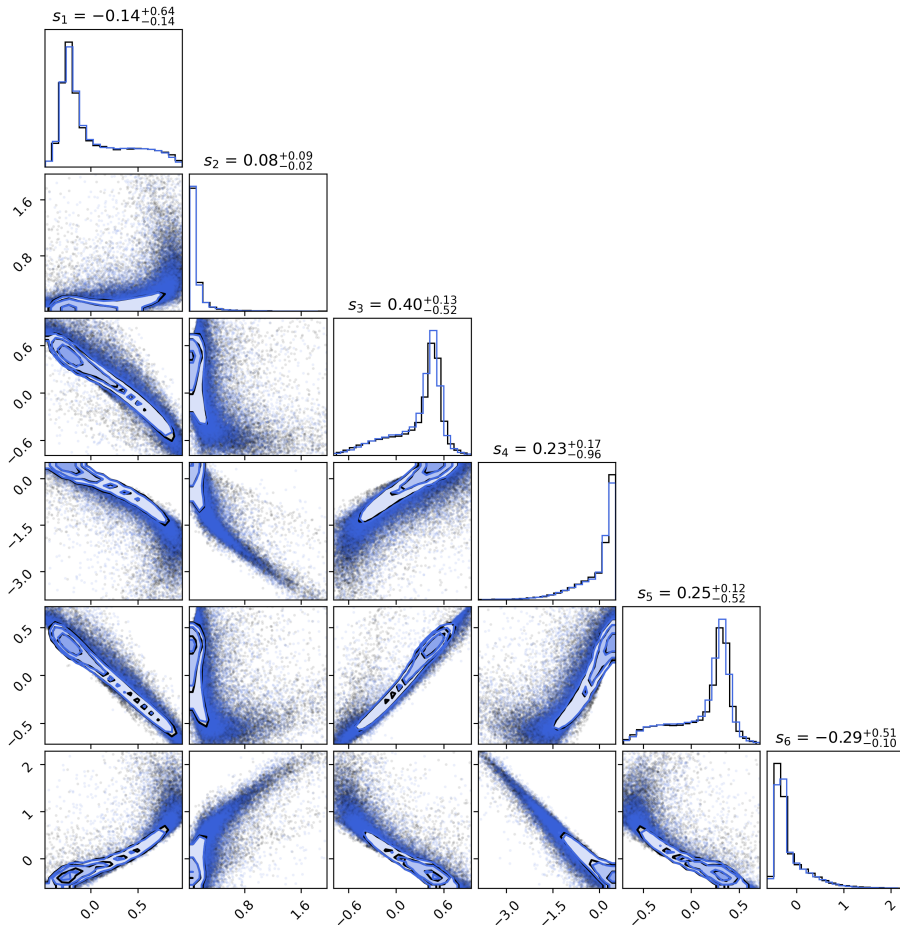 s₁ = −0.14⁺⁰·⁶⁴₋₀.₁₄
s₂ = 0.08⁺⁰·⁰⁹₋₀.₀₂
1.6
0.8
s₃ = 0.40⁺⁰·¹³₋₀.₅₂
0.6
0.0
−0.6
s₄ = 0.23⁺⁰·¹⁷₋₀.₉₆
0.0
−1.5
−3.0
s₅ = 0.25⁺⁰·¹²₋₀.₅₂
0.5
0.0
−0.5
s₆ = −0.29⁺⁰·⁵¹₋₀.₁₀
2
1
0
0.0 0.5 0.8 1.6 −0.6 0.0 0.6 −3.0 −1.5 0.0 −0.5 0.0 0.5 0 1 2